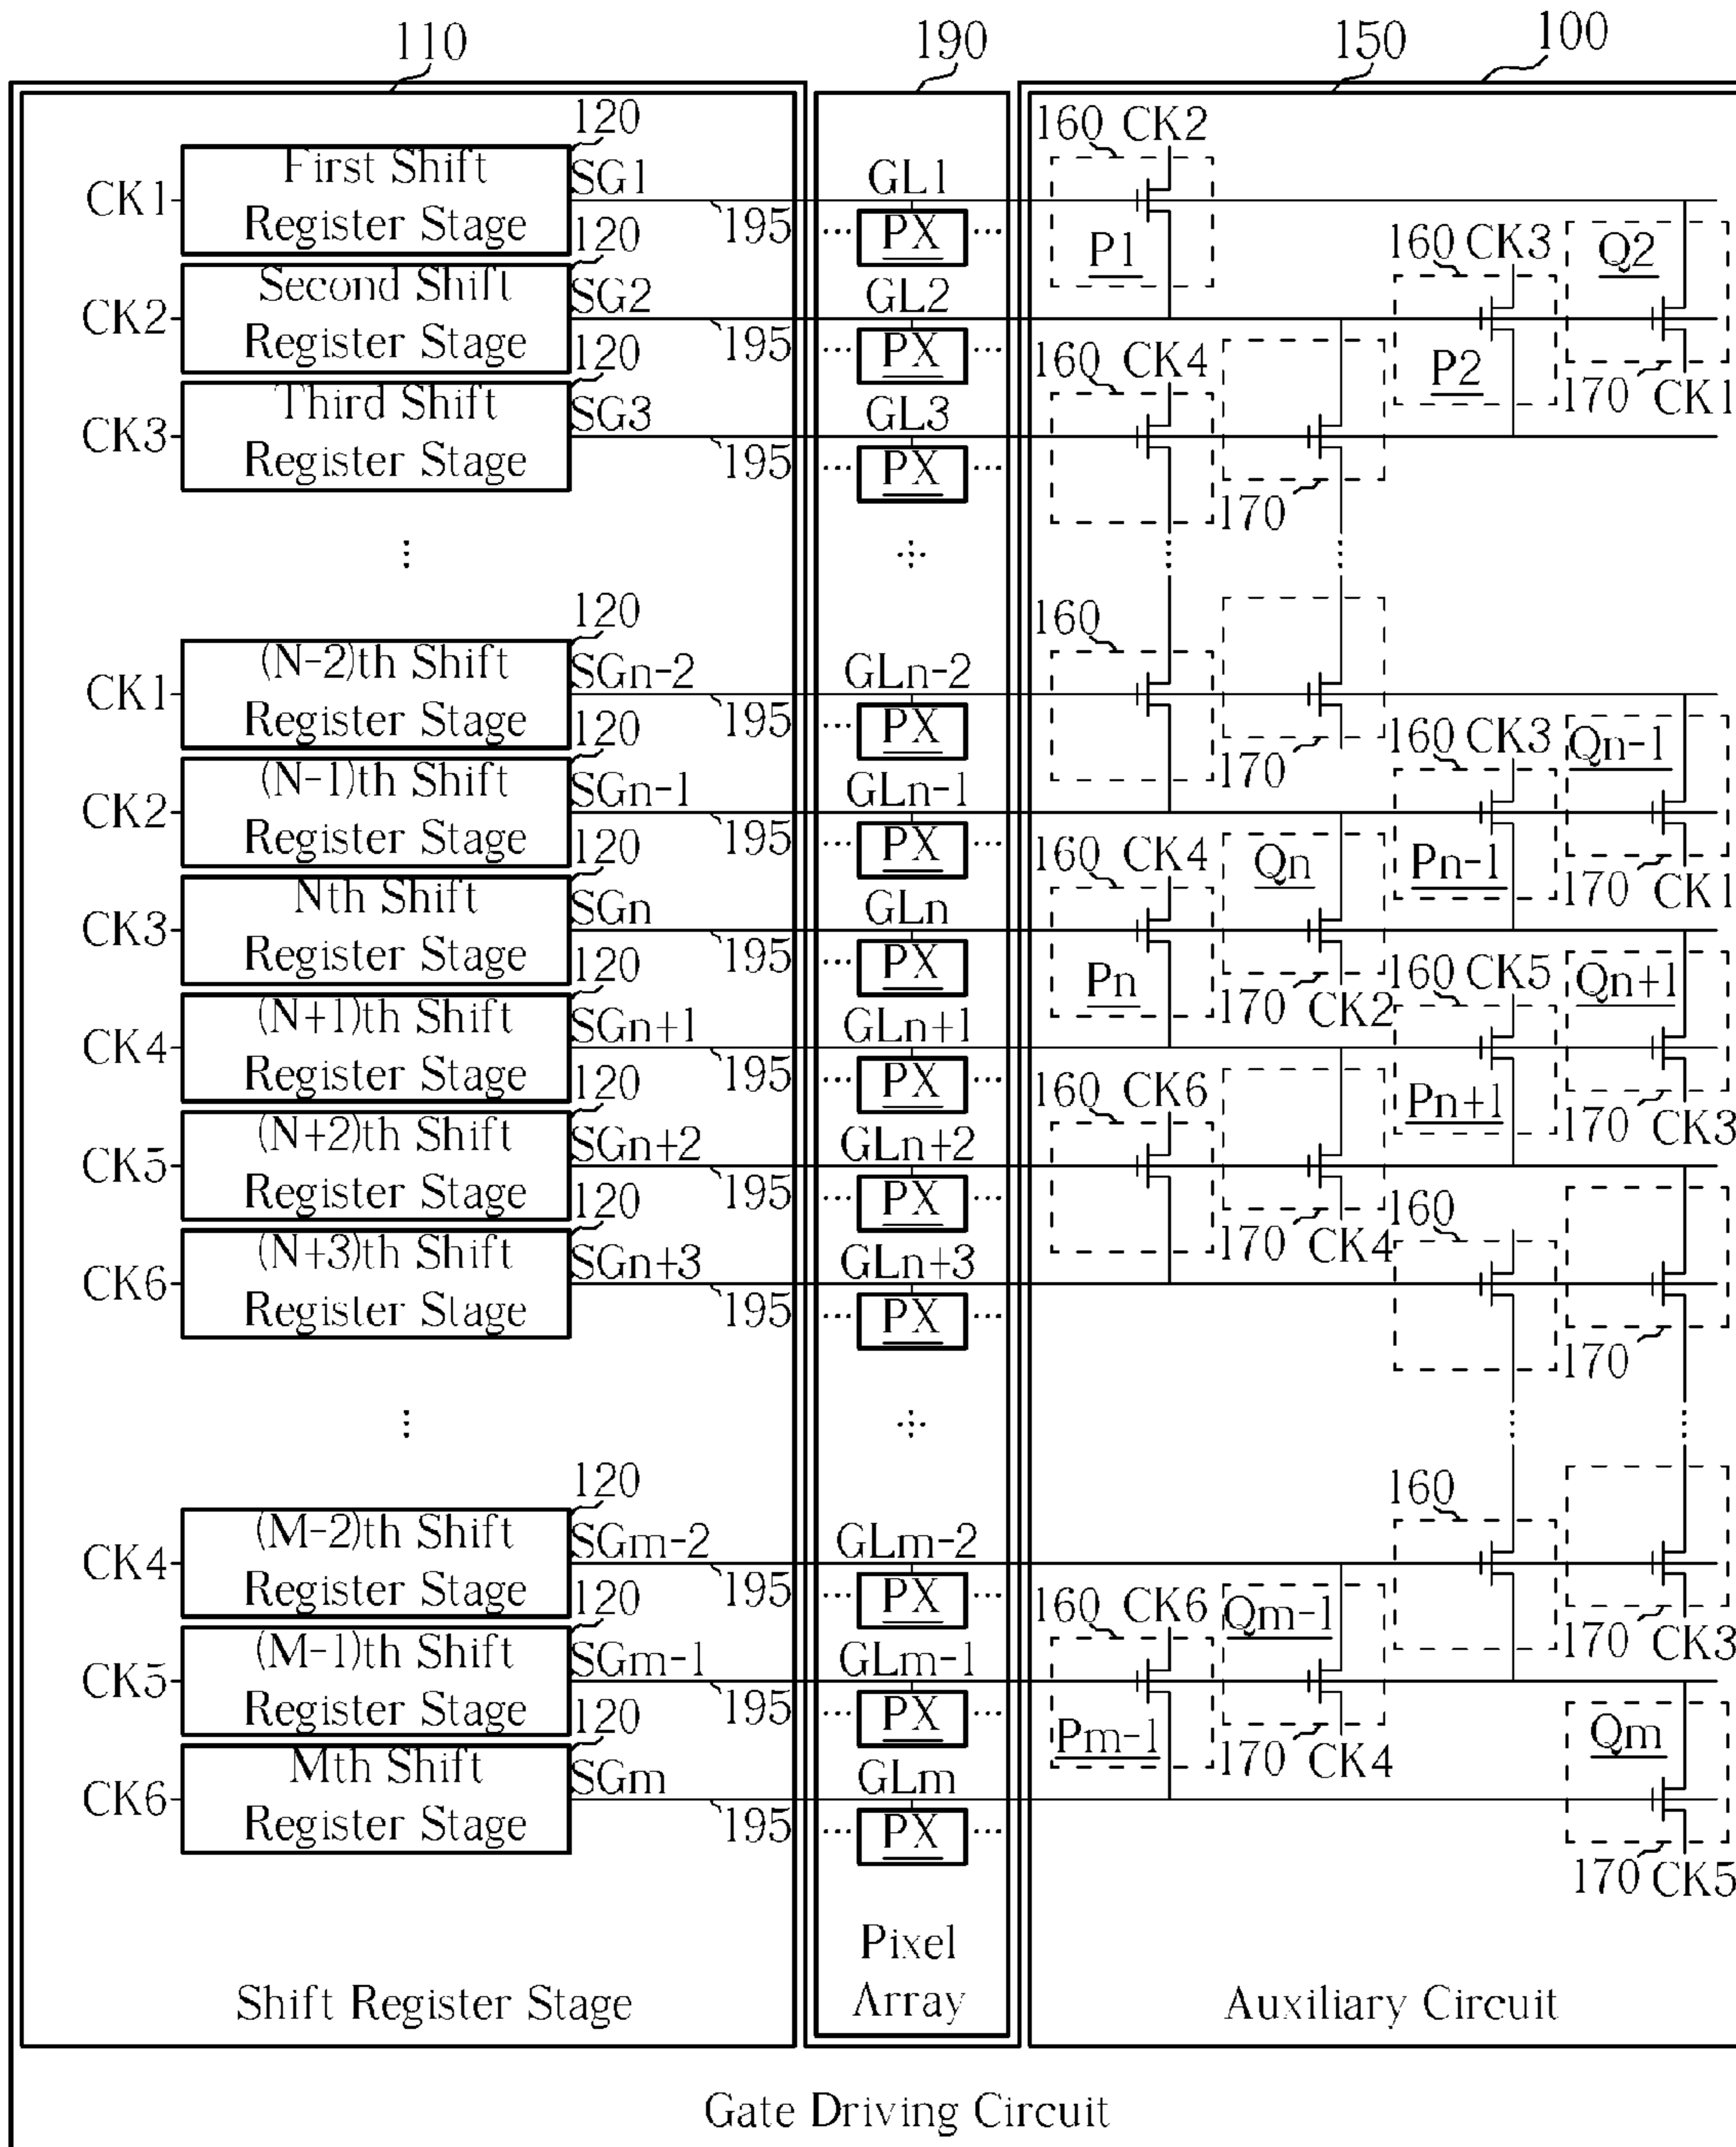 110 190 150 100
120 160 CK2
First Shift
CK1 SG1 GL1
Register Stage 195 ... PX ... P1 160 CK3 Q2
120
Second Shift
CK2 SG2 GL2
Register Stage 195 ... PX ... 160 CK4 P2 170 CK1
120
Third Shift
CK3 SG3 GL3
Register Stage 195 ... PX ... 170
... ... ... ...
120 160
(N-2)th Shift
CK1 SGn-2 GLn-2
Register Stage 195 ... PX ... 170 160 CK3 Qn-1
120
(N-1)th Shift
CK2 SGn-1 GLn-1
Register Stage 195 ... PX ... 160 CK4 Qn Pn-1 170 CK1
120
Nth Shift
CK3 SGn GLn
Register Stage 195 ... PX ... Pn 170 CK2 160 CK5 Qn+1
120
(N+1)th Shift
CK4 SGn+1 GLn+1
Register Stage 195 ... PX ... 160 CK6 Pn+1 170 CK3
120
(N+2)th Shift
CK5 SGn+2 GLn+2
Register Stage 195 ... PX ... 170 CK4 160
120
(N+3)th Shift
CK6 SGn+3 GLn+3
Register Stage 195 ... PX ... 170
... ... ... ...
120 160
(M-2)th Shift
CK4 SGm-2 GLm-2
Register Stage 195 ... PX ... 160 CK6 Qm-1 170 CK3
120
(M-1)th Shift
CK5 SGm-1 GLm-1
Register Stage 195 ... PX ... Pm-1 170 CK4 Qm
120
Mth Shift
CK6 SGm GLm
Register Stage 195 ... PX ... 170 CK5
Shift Register Stage
Pixel
Array
Auxiliary Circuit
Gate Driving Circuit